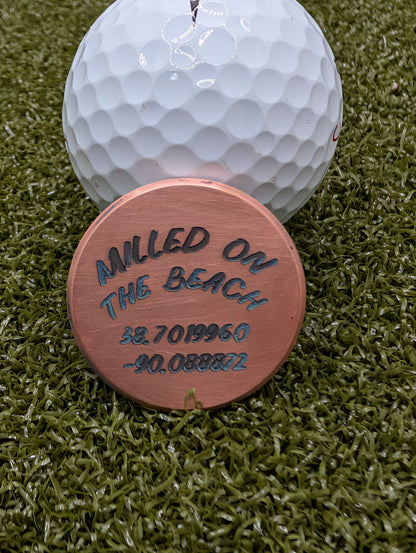 MILLED ON
THE BEACH
38.7019960
-90.088872